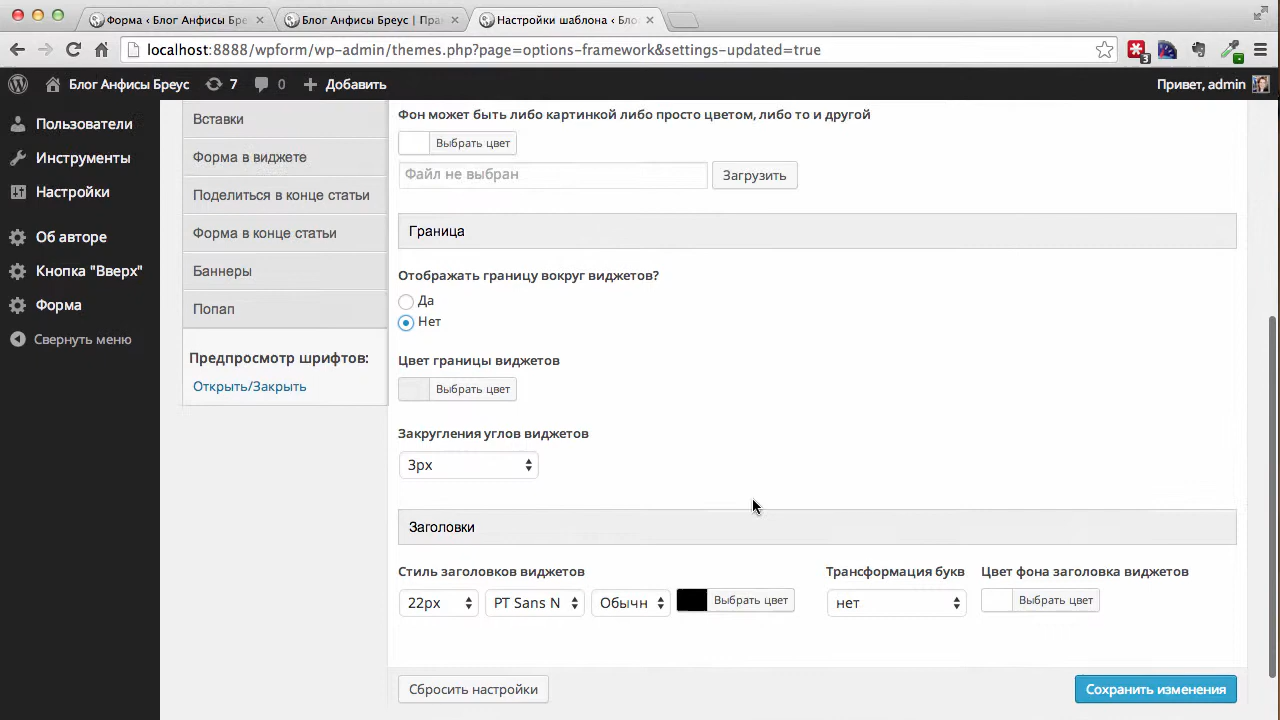 Форма ‹ Блог Анфисы Бре
Блог Анфисы Бреус | Пра
Настройки шаблона ‹ Бло
localhost:8888/wpform/wp-admin/themes.php?page=options-framework&settings-updated=true
3
Блог Анфисы Бреус 7 0 Добавить Привет, admin
Пользователи
Инструменты
Настройки
Об авторе
Кнопка "Вверх"
Форма
Свернуть меню
Вставки
Форма в виджете
Поделиться в конце статьи
Форма в конце статьи
Баннеры
Попап
Предпросмотр шрифтов:
Открыть/Закрыть
Фон может быть либо картинкой либо просто цветом, либо то и другой
Выбрать цвет
Файл не выбран Загрузить
Граница
Отображать границу вокруг виджетов?
Да
Нет
Цвет границы виджетов
Выбрать цвет
Закругления углов виджетов
3px
Заголовки
Стиль заголовков виджетов Трансформация букв Цвет фона заголовка виджетов
22px PT Sans N Обычн Выбрать цвет нет Выбрать цвет
Сбросить настройки Сохранить изменения